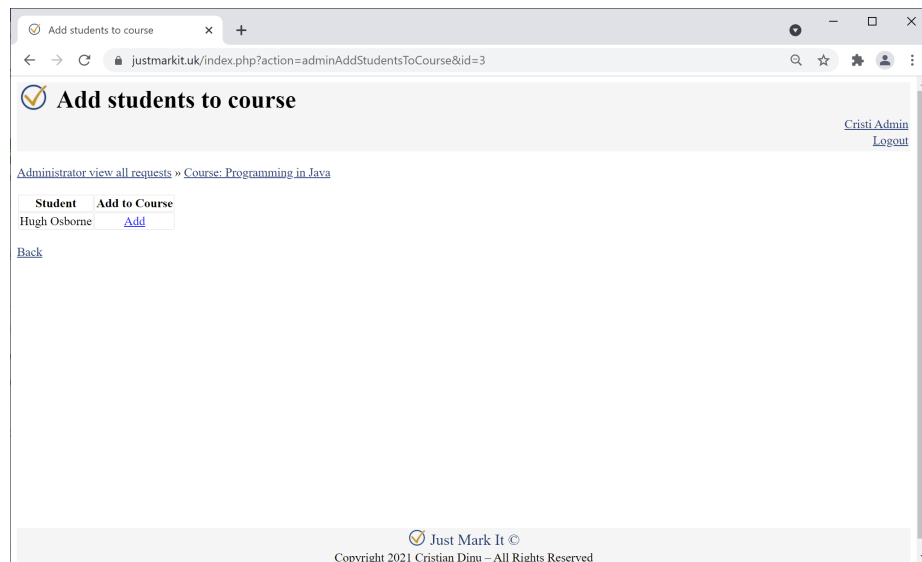 Add students to course
justmarkit.uk/index.php?action=adminAddStudentsToCourse&id=3
Add students to course
Cristi Admin
Logout
Administrator view all requests » Course: Programming in Java
Student Add to Course
Hugh Osborne Add
Back
Just Mark It ©
Copyright 2021 Cristian Dinu – All Rights Reserved